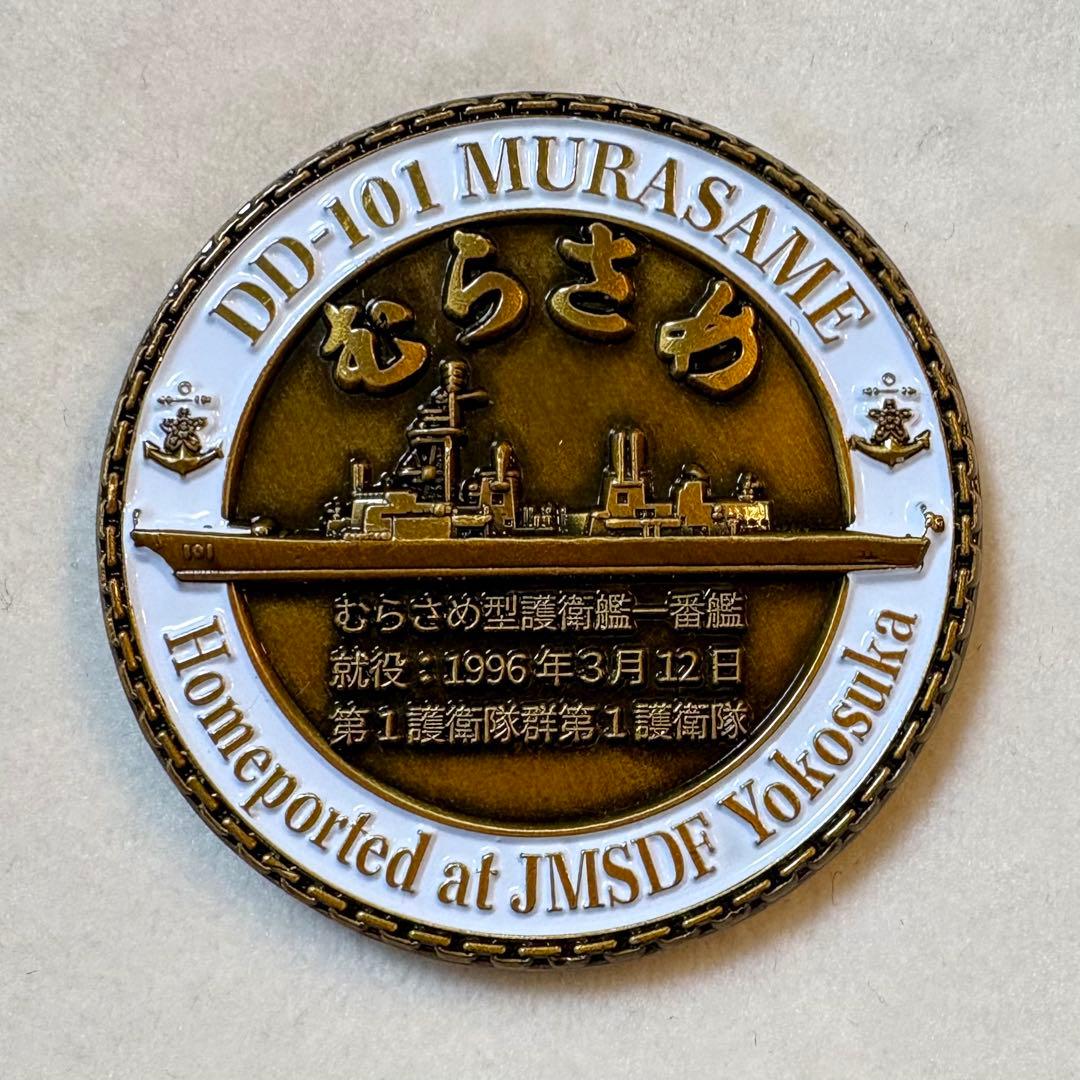 DD-101 MURASAME
むらさめ
101
むらさめ型護衛艦一番艦
就役：1996年3月12日
第1護衛隊群第1護衛隊
Homeported at JMSDF Yokosuka